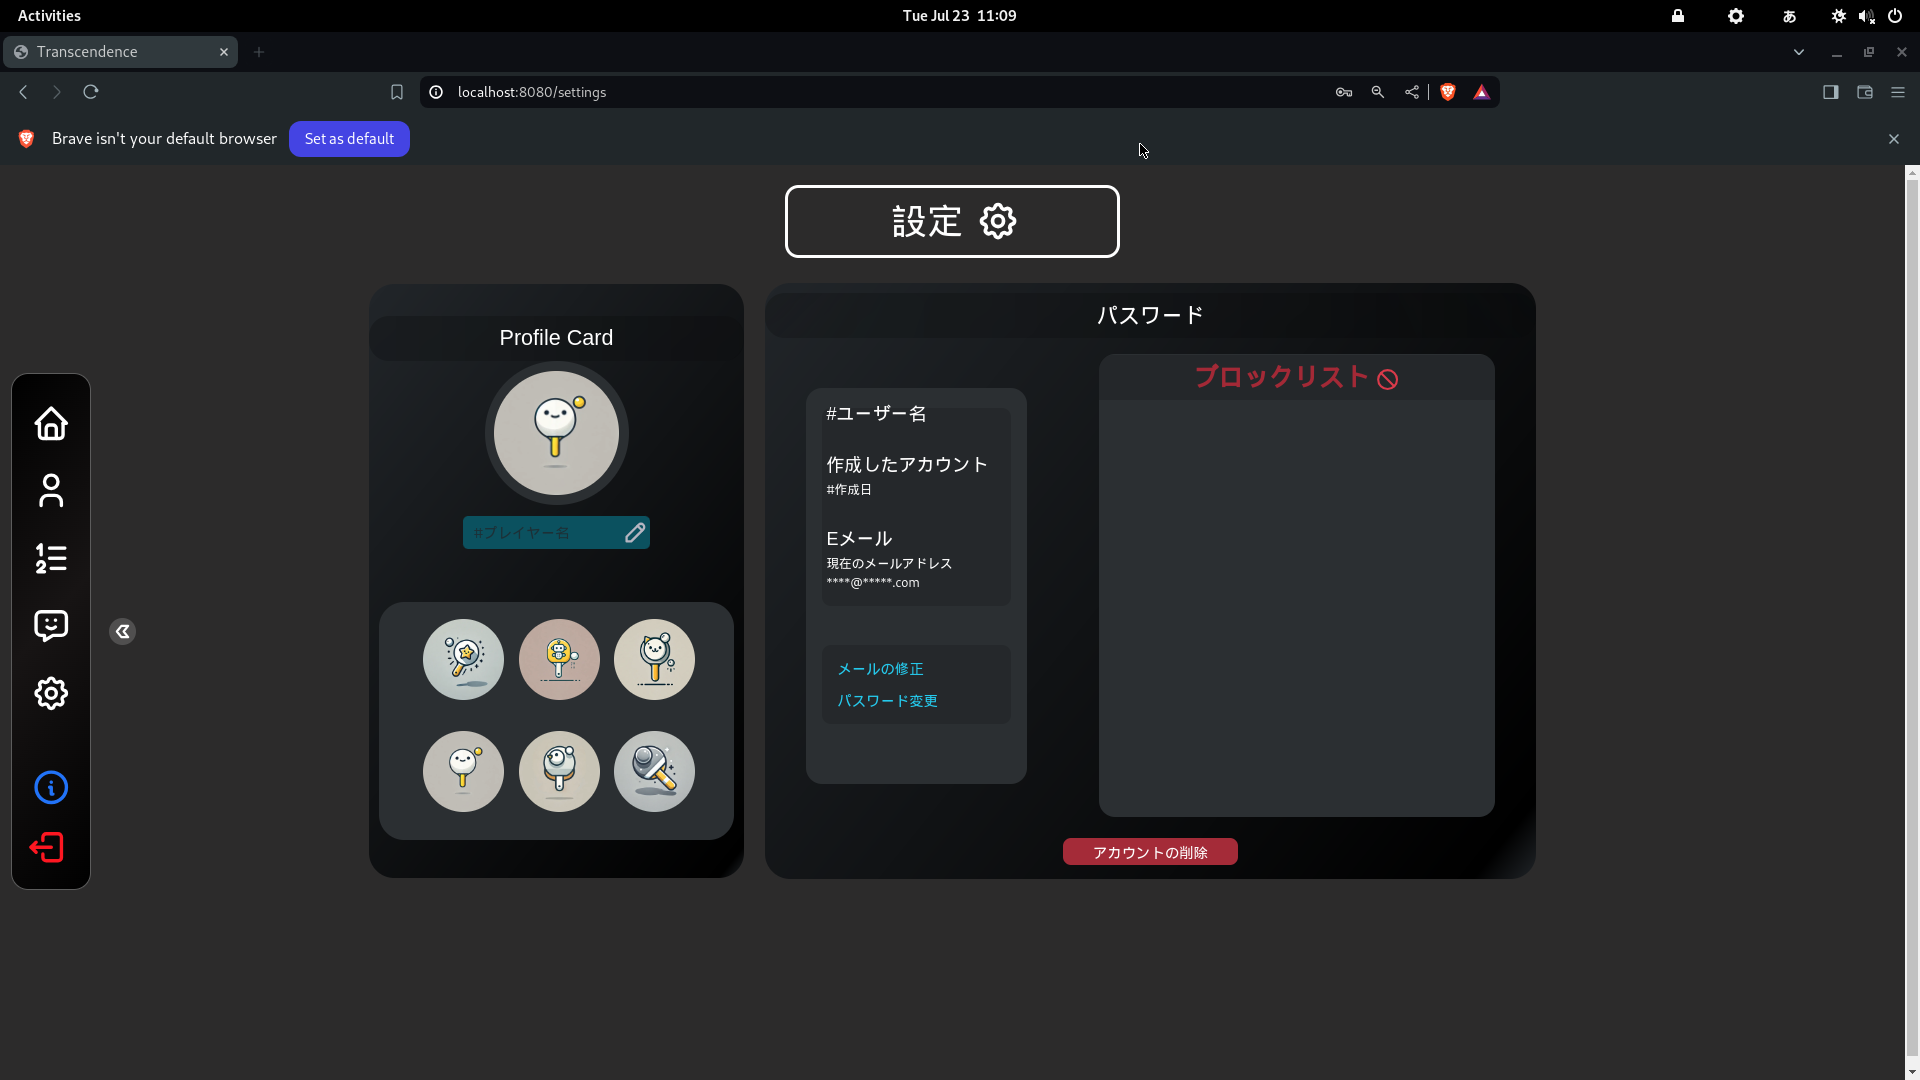 Activities
Tue Jul 23 11:09
あ
Transcendence
localhost:8080/settings
Brave isn't your default browser
Set as default
設定
Profile Card
#プレイヤー名
パスワード
#ユーザー名
作成したアカウント
#作成日
Eメール
現在のメールアドレス
****@*****.com
メールの修正
パスワード変更
ブロックリスト
アカウントの削除